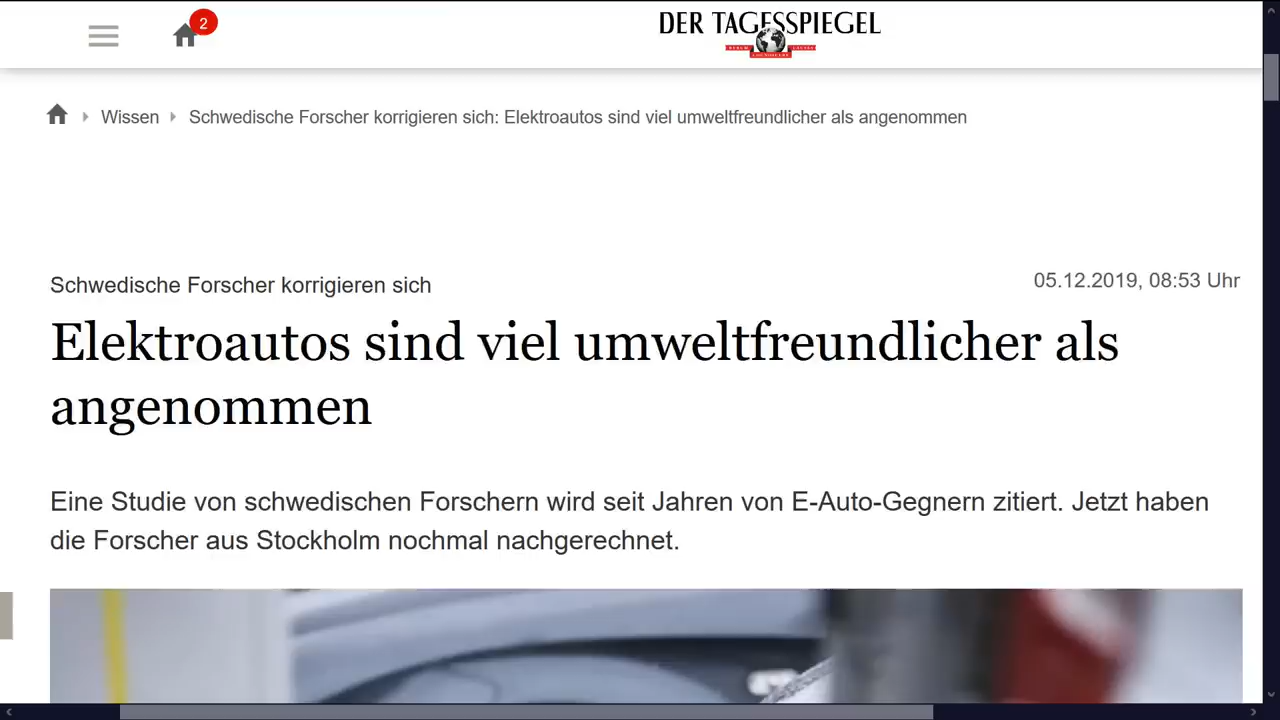 2
DER TAGESSPIEGEL
Wissen
Schwedische Forscher korrigieren sich: Elektroautos sind viel umweltfreundlicher als angenommen
Schwedische Forscher korrigieren sich
05.12.2019, 08:53 Uhr
Elektroautos sind viel umweltfreundlicher als
angenommen
Eine Studie von schwedischen Forschern wird seit Jahren von E-Auto-Gegnern zitiert. Jetzt haben
die Forscher aus Stockholm nochmal nachgerechnet.